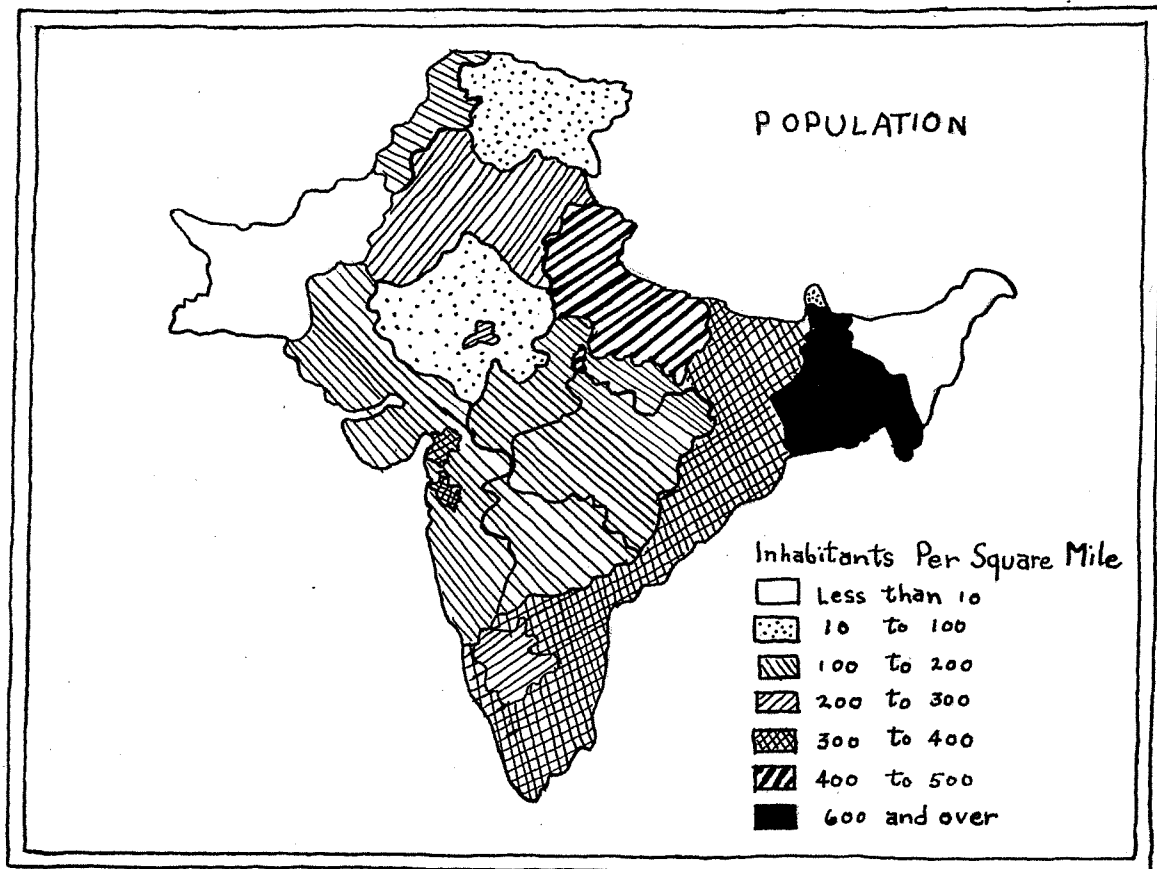 POPULATION
Inhabitants Per Square Mile
Less than 10
10 to 100
100 to 200
200 to 300
300 to 400
400 to 500
600 and over